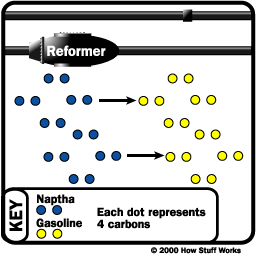 Reformer
KEY
Naptha
Gasoline
Each dot represents
4 carbons
© 2000 How Stuff Works